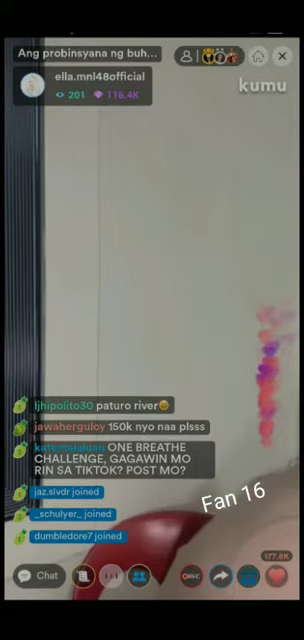 Ang probinsyana ng buh...
ella.mnl48official
201 116.4K
kumu
ljhipolito30 paturo river
jawaherguloy 150k nyo naa plsss
ONE BREATHE
CHALLENGE, GAGAWIN MO
RIN SA TIKTOK? POST MO?
jaz.slvdr joined
_schulyer_ joined
dumbledore7 joined
Fan 16
177.8K
Chat